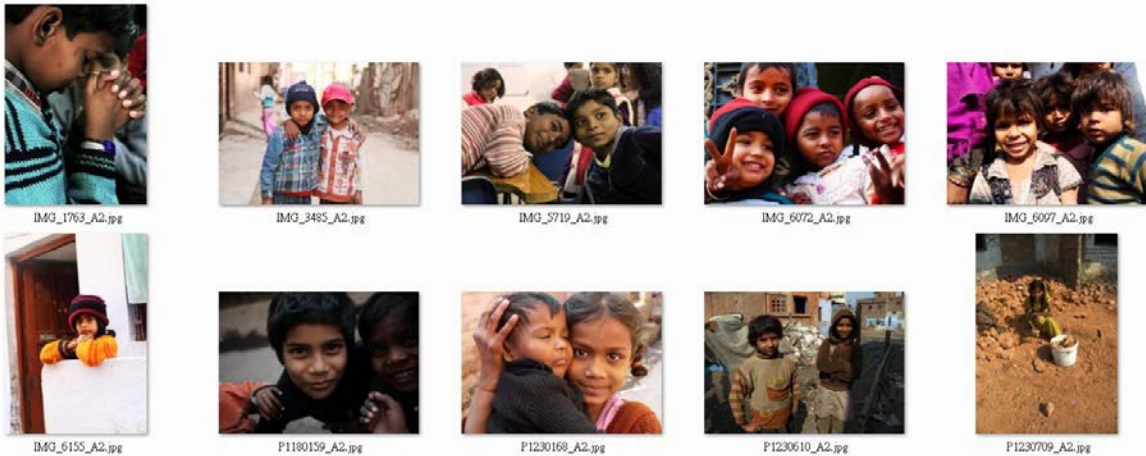 IMG_1763_A2.jpg
IMG_3485_A2.jpg
IMG_5719_A2.jpg
IMG_6072_A2.jpg
IMG_6097_A2.jpg
IMG_6155_A2.jpg
P1180159_A2.jpg
P1230168_A2.jpg
P1230610_A2.jpg
P1230709_A2.jpg